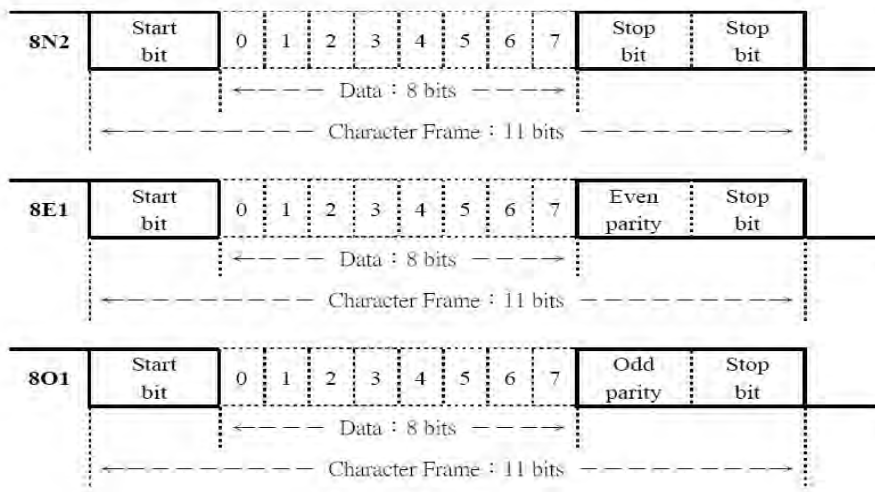 8N2 Start bit 0 1 2 3 4 5 6 7 Stop bit Stop bit
Data : 8 bits
Character Frame : 11 bits
8E1 Start bit 0 1 2 3 4 5 6 7 Even parity Stop bit
Data : 8 bits
Character Frame : 11 bits
8O1 Start bit 0 1 2 3 4 5 6 7 Odd parity Stop bit
Data : 8 bits
Character Frame : 11 bits